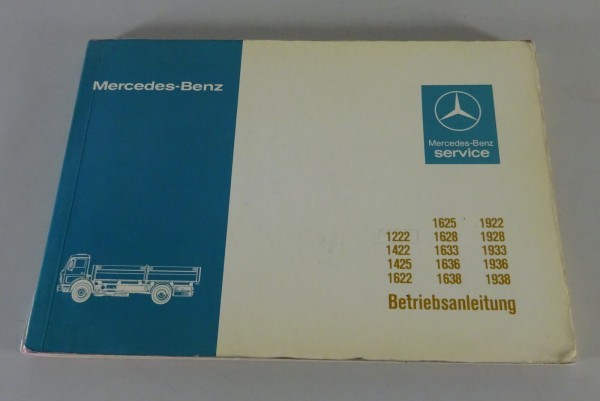 Mercedes-Benz
Mercedes-Benz
service
1625 1922
1222 1628 1928
1422 1633 1933
1425 1636 1936
1622 1638 1938
Betriebsanleitung